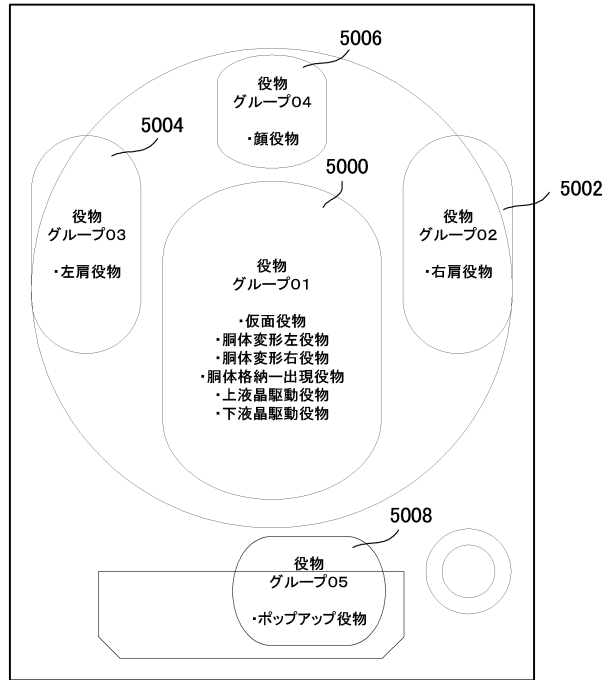 5006
役物
グループ04
・顔役物
5004
役物
グループ03
・左肩役物
5000
役物
グループ01
・仮面役物
・胴体変形左役物
・胴体変形右役物
・胴体格納ー出現役物
・上液晶駆動役物
・下液晶駆動役物
5002
役物
グループ02
・右肩役物
5008
役物
グループ05
・ポップアップ役物